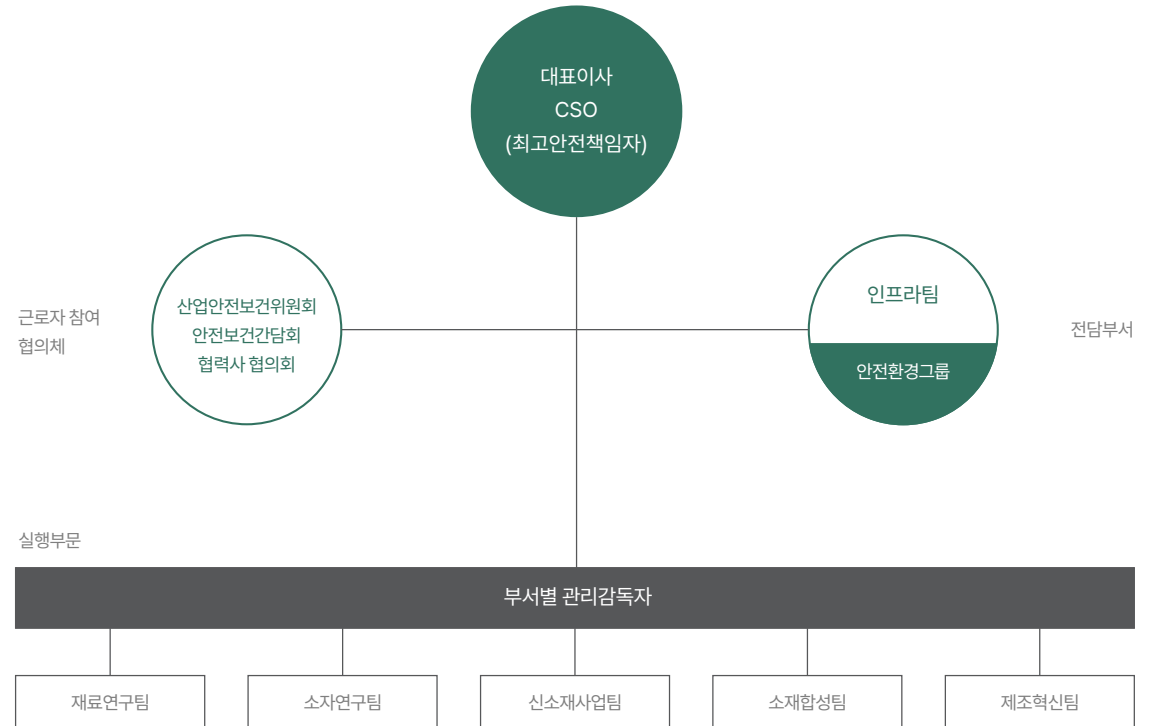 대표이사
CSO
(최고안전책임자)
근로자 참여
협의체
산업안전보건위원회
안전보건간담회
협력사 협의회
인프라팀
안전환경그룹
전담부서
실행부문
부서별 관리감독자
재료연구팀
소자연구팀
신소재사업팀
소재합성팀
제조혁신팀